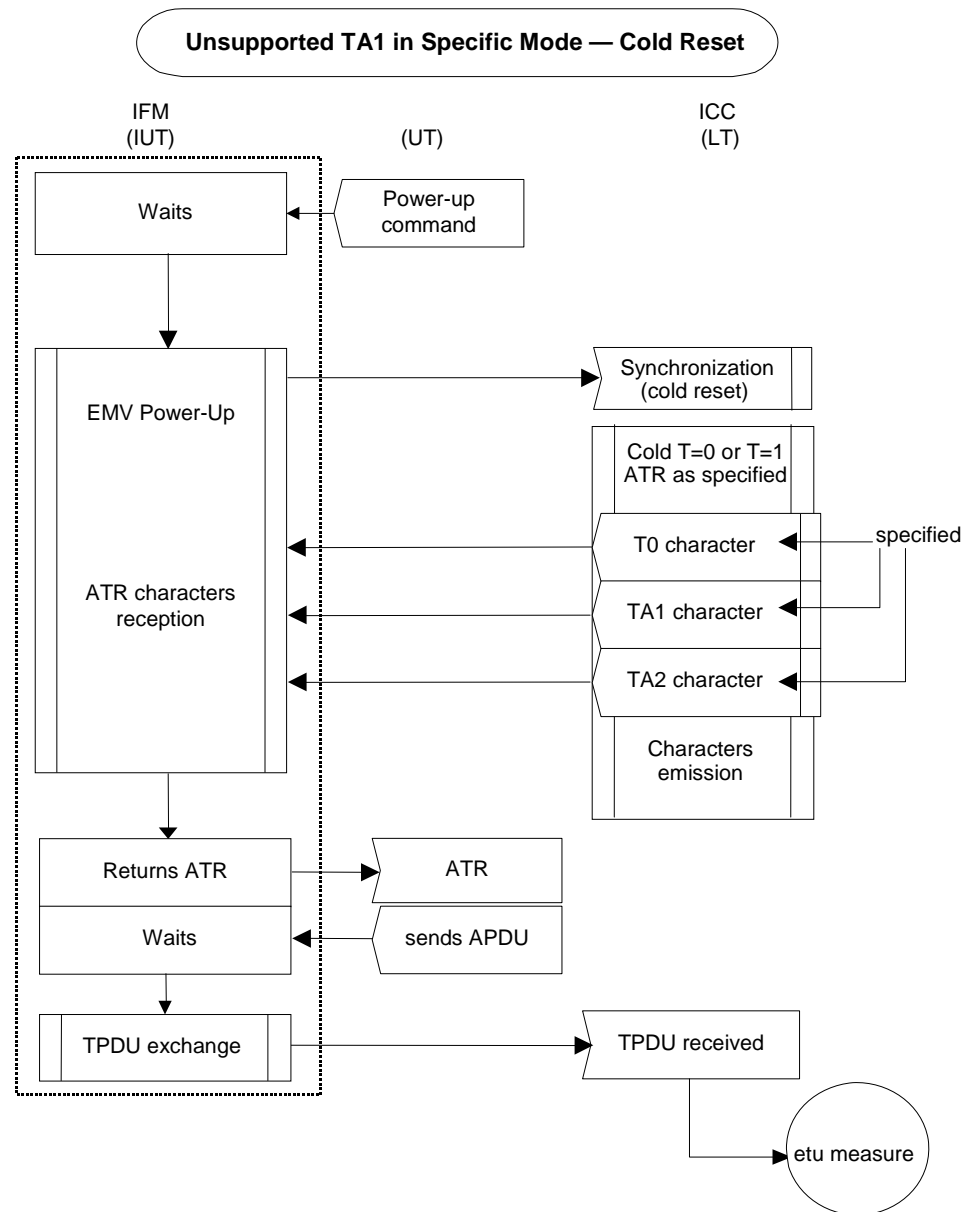 Unsupported TA1 in Specific Mode — Cold Reset
IFM
(IUT)
(UT)
ICC
(LT)
Waits
Power-up
command
EMV Power-Up
Synchronization
(cold reset)
Cold T=0 or T=1
ATR as specified
T0 character
specified
ATR characters
reception
TA1 character
TA2 character
Characters
emission
Returns ATR
ATR
Waits
sends APDU
TPDU exchange
TPDU received
etu measure